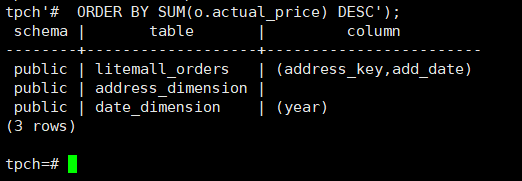 tpch'#  ORDER BY SUM(o.actual_price) DESC');
 schema |       table       |         column
--------+-------------------+------------------------
 public | litemall_orders   | (address_key,add_date)
 public | address_dimension |
 public | date_dimension    | (year)
(3 rows)
tpch=#